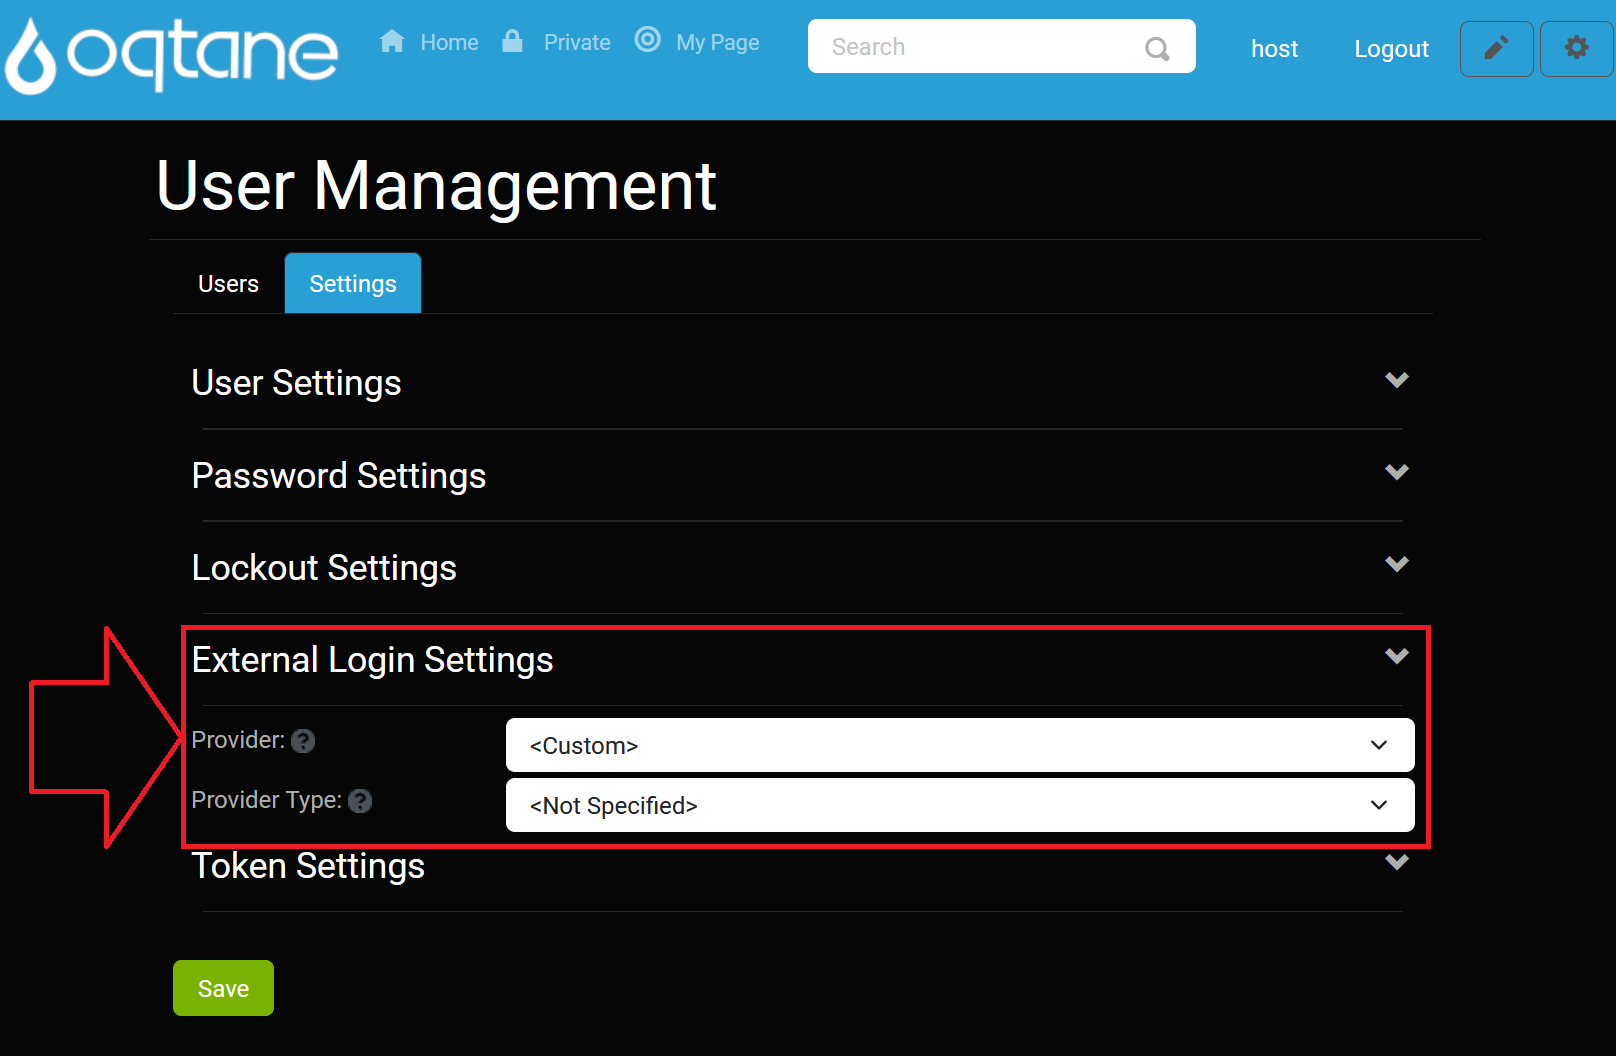 oqtane Home Private My Page Search host Logout
User Management
Users Settings
User Settings
Password Settings
Lockout Settings
External Login Settings
Provider: ? <Custom>
Provider Type: ? <Not Specified>
Token Settings
Save